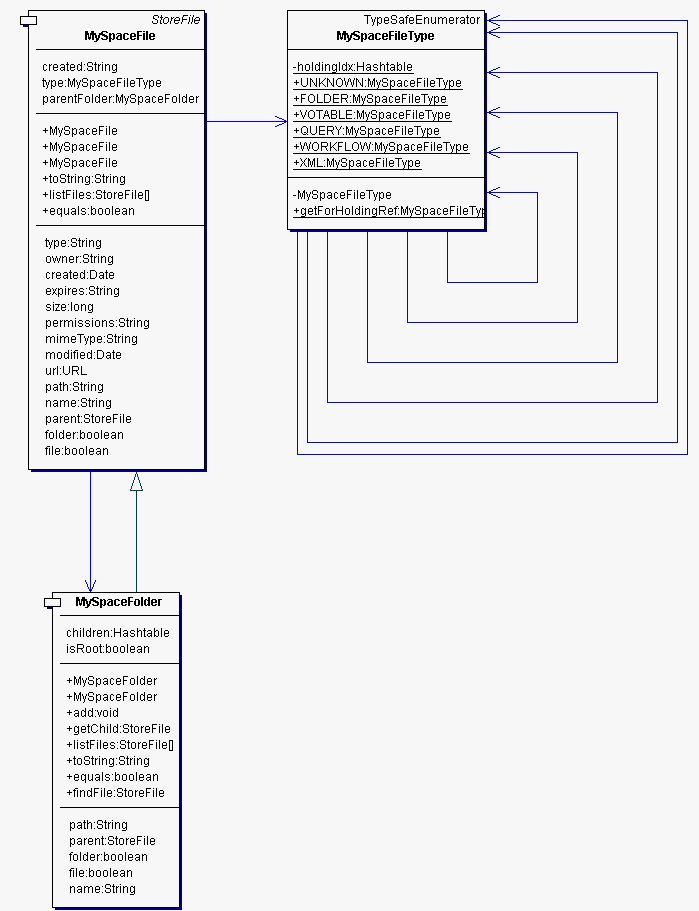 StoreFile
MySpaceFile
created:String
type:MySpaceFileType
parentFolder:MySpaceFolder
+MySpaceFile
+MySpaceFile
+MySpaceFile
+toString:String
+listFiles:StoreFile[]
+equals:boolean
type:String
owner:String
created:Date
expires:String
size:long
permissions:String
mimeType:String
modified:Date
url:URL
path:String
name:String
parent:StoreFile
folder:boolean
file:boolean
TypeSafeEnumerator
MySpaceFileType
-holdingIdx:Hashtable
+UNKNOWN:MySpaceFileType
+FOLDER:MySpaceFileType
+VOTABLE:MySpaceFileType
+QUERY:MySpaceFileType
+WORKFLOW:MySpaceFileType
+XML:MySpaceFileType
-MySpaceFileType
+getForHoldingRef:MySpaceFileTyp
MySpaceFolder
children:Hashtable
isRoot:boolean
+MySpaceFolder
+MySpaceFolder
+add:void
+getChild:StoreFile
+listFiles:StoreFile[]
+toString:String
+equals:boolean
+findFile:StoreFile
path:String
parent:StoreFile
folder:boolean
file:boolean
name:String